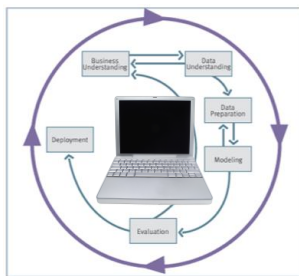 Business
Understanding
Data
Understanding
Data
Preparation
Modeling
Deployment
Evaluation